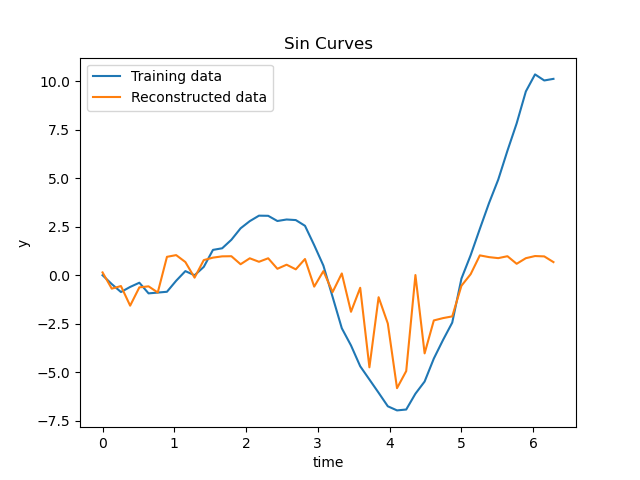 Sin Curves
Training data
Reconstructed data
10.0
7.5
5.0
2.5
0.0
−2.5
−5.0
−7.5
y
0 1 2 3 4 5 6
time